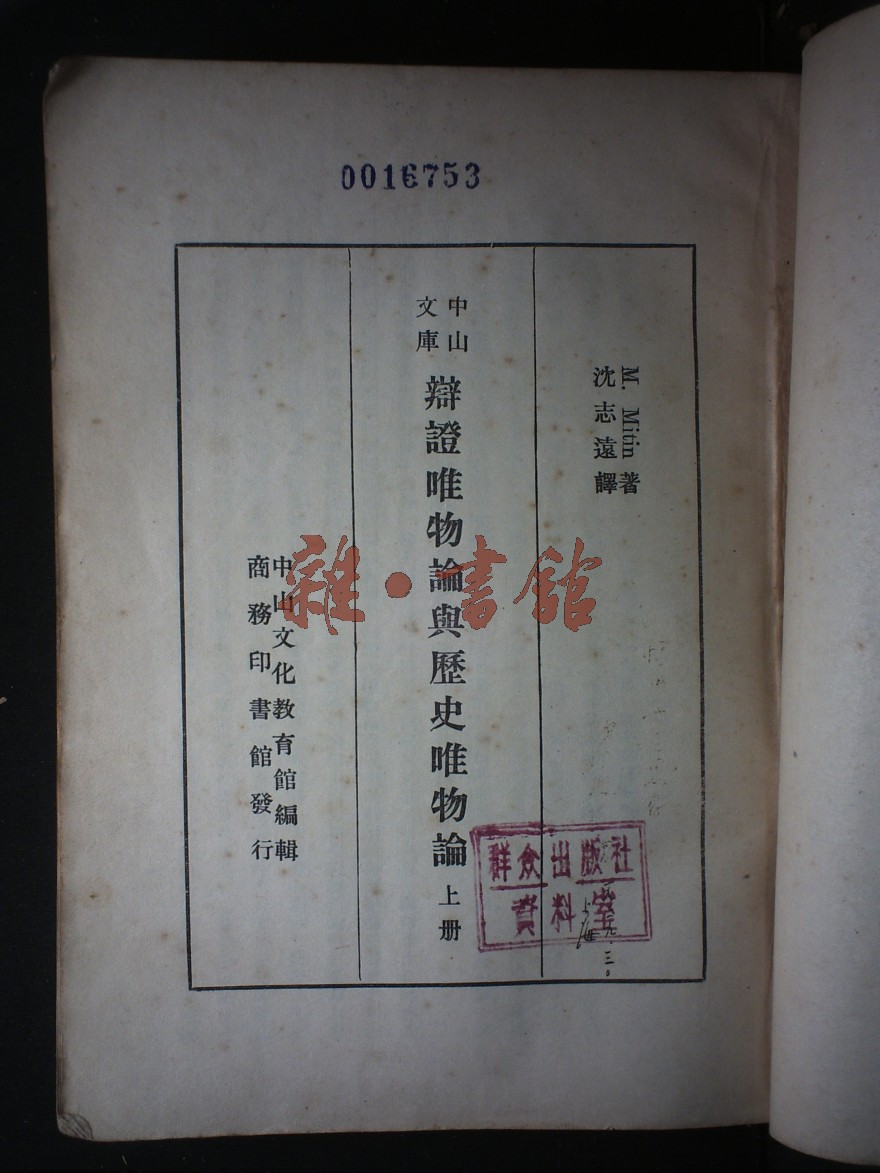 0016753
M. Mitin 著
沈志遠譯
中山
文庫
辯證唯物論與歷史唯物論 上册
中山文化教育館編輯
商務印書館發行
雜·書館
群众出版社
資料室